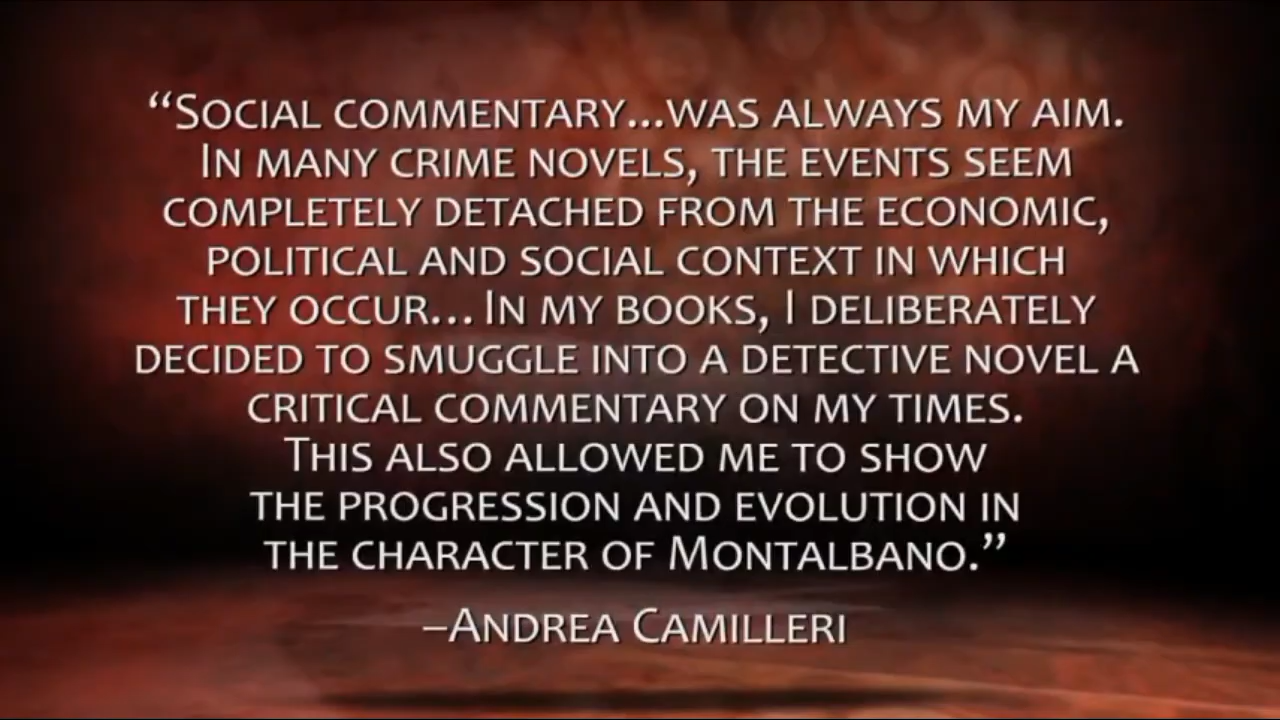 “Social commentary...was always my aim.
In many crime novels, the events seem
completely detached from the economic,
political and social context in which
they occur... In my books, I deliberately
decided to smuggle into a detective novel a
critical commentary on my times.
This also allowed me to show
the progression and evolution in
the character of Montalbano.”
–Andrea Camilleri